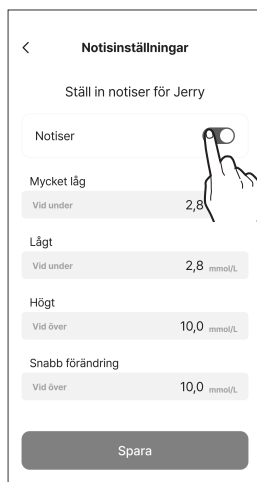 Notisinställningar
Ställ in notiser för Jerry
Notiser
Mycket låg
Vid under 2,8
Lågt
Vid under 2,8 mmol/L
Högt
Vid över 10,0 mmol/L
Snabb förändring
Vid över 10,0 mmol/L
Spara